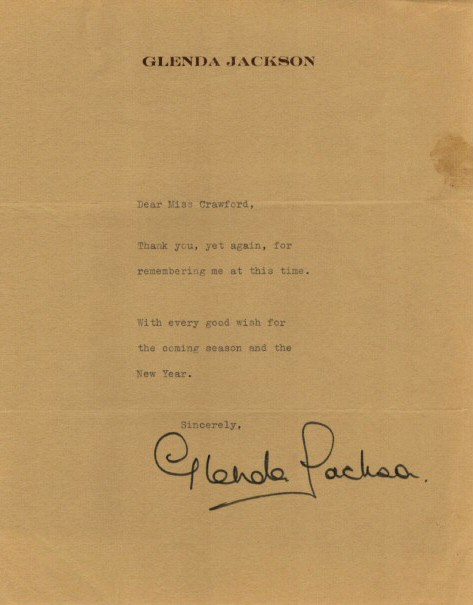 GLENDA JACKSON
Dear Miss Crawford,
Thank you, yet again, for
remembering me at this time.
With every good wish for
the coming season and the
New Year.
Sincerely,
Glenda Jackson.